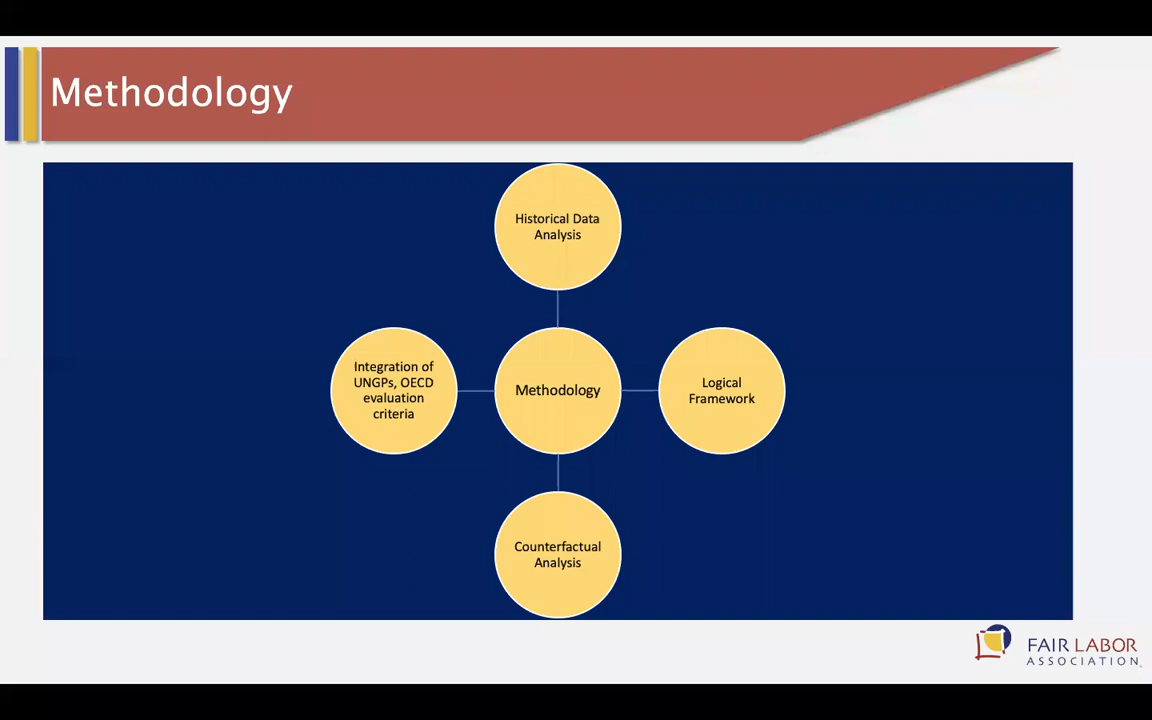 Methodology
Historical Data
Analysis
Integration of
UNGPs, OECD
evaluation
criteria
Methodology
Logical
Framework
Counterfactual
Analysis
FAIR LABOR
ASSOCIATION